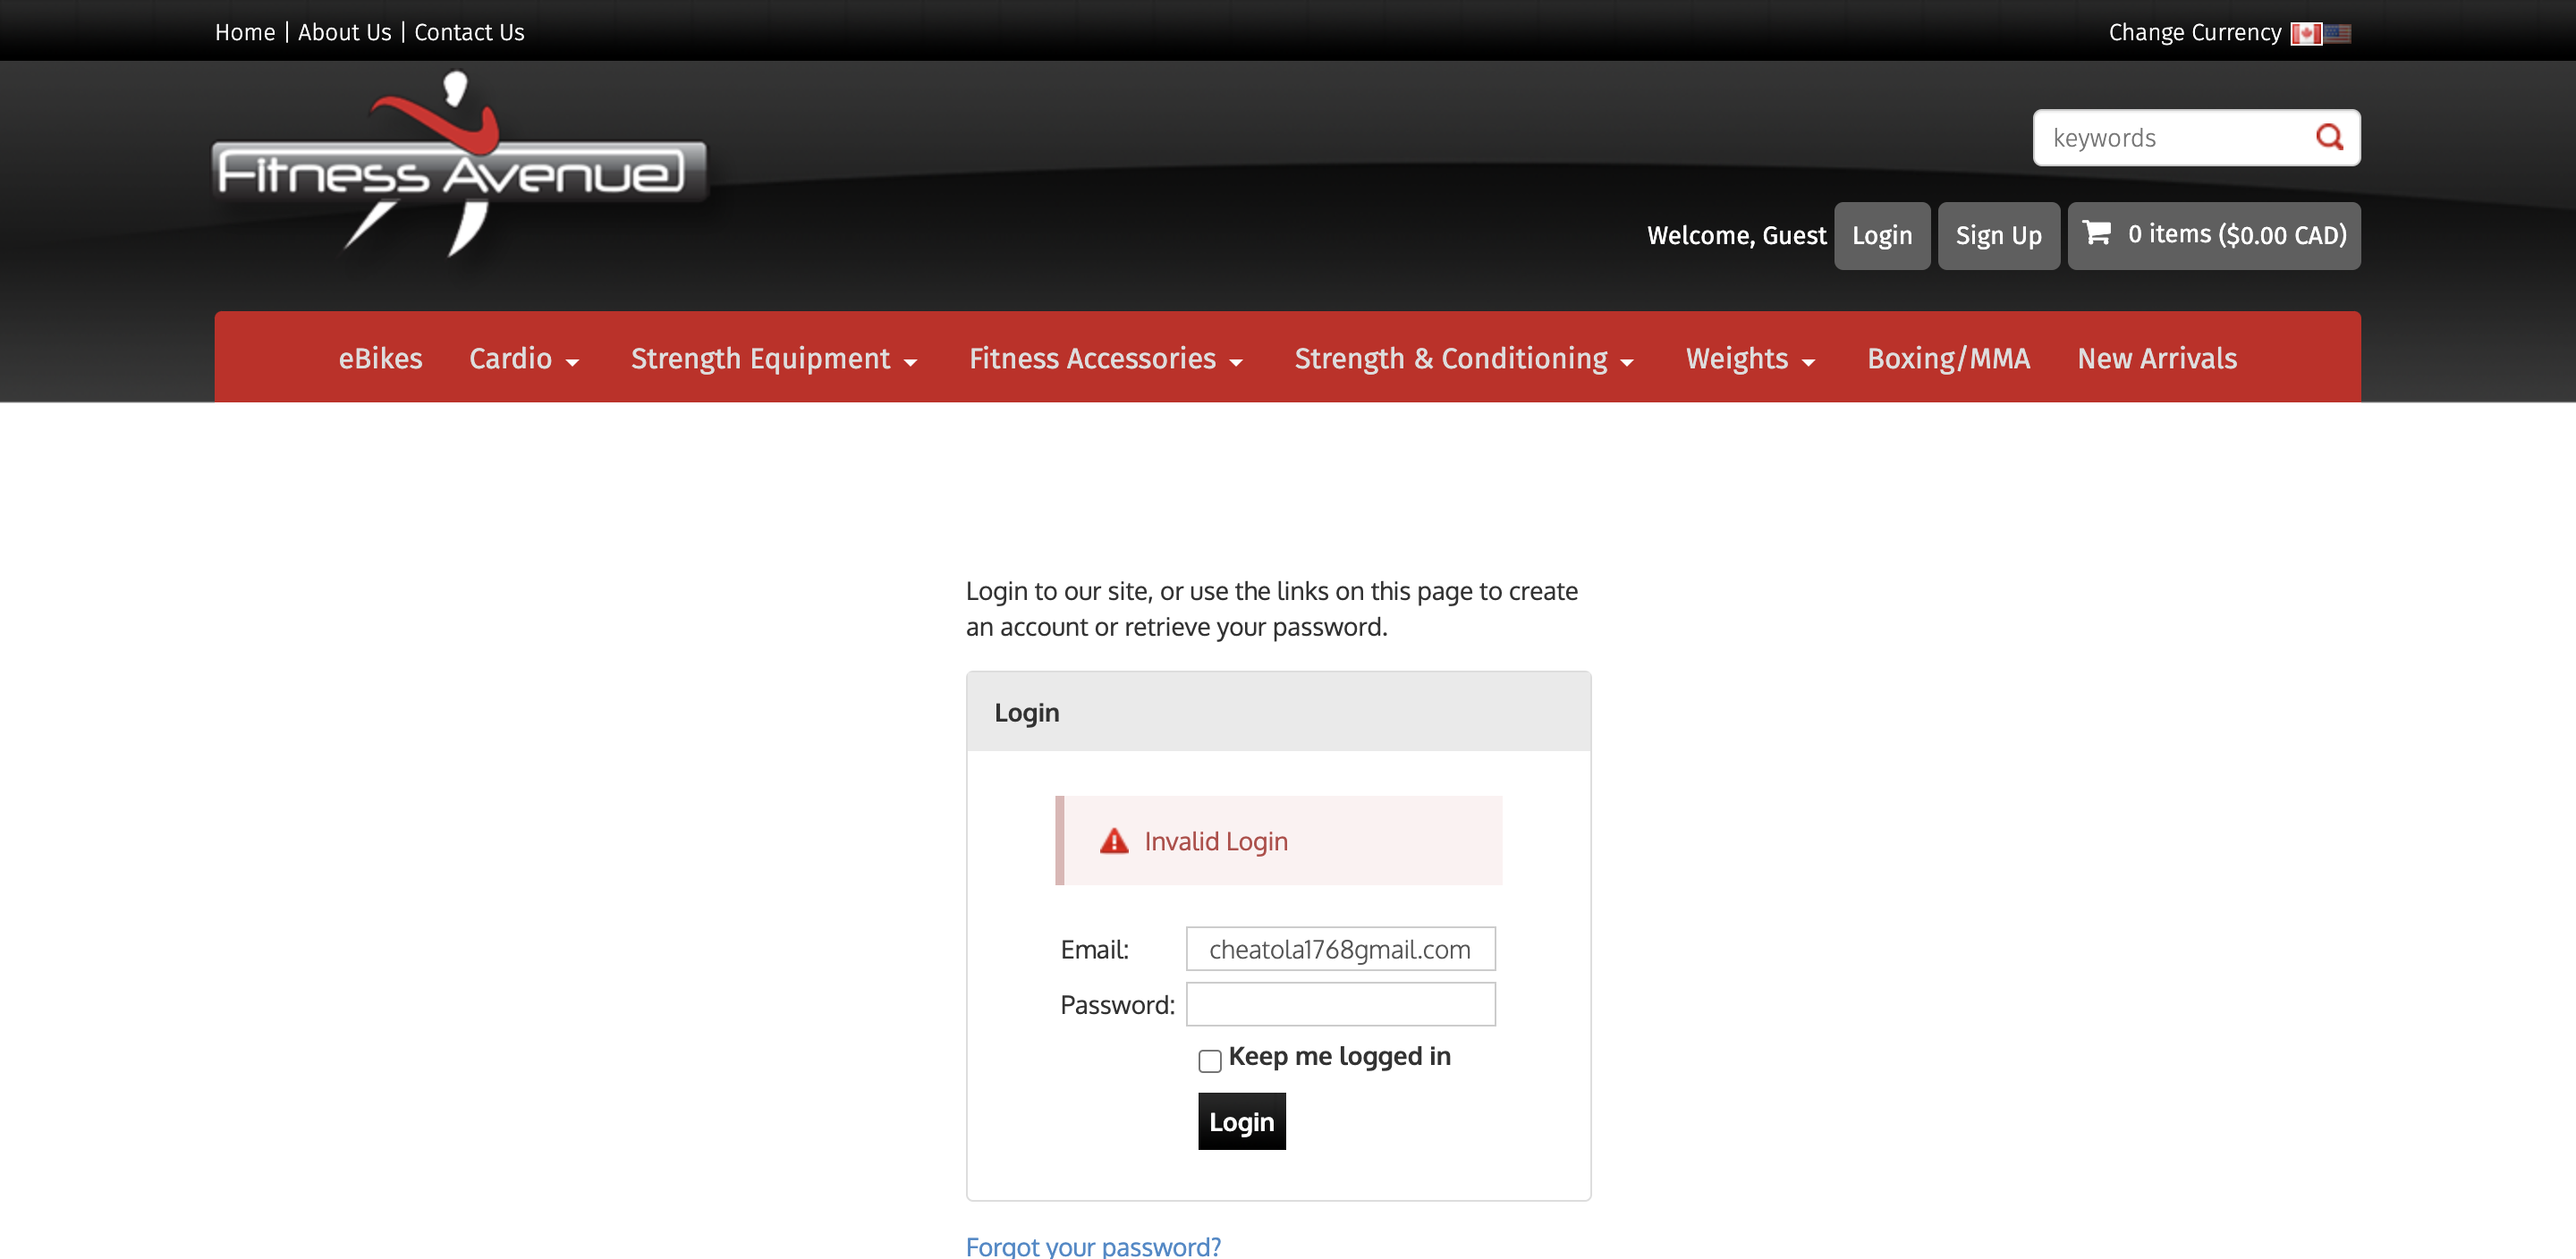 Home | About Us | Contact Us
Change Currency
Fitness Avenue
keywords
Welcome, Guest Login Sign Up 0 items ($0.00 CAD)
eBikes Cardio Strength Equipment Fitness Accessories Strength & Conditioning Weights Boxing/MMA New Arrivals
Login to our site, or use the links on this page to create
an account or retrieve your password.
Login
Invalid Login
Email: cheatola1768gmail.com
Password:
Keep me logged in
Login
Forgot your password?